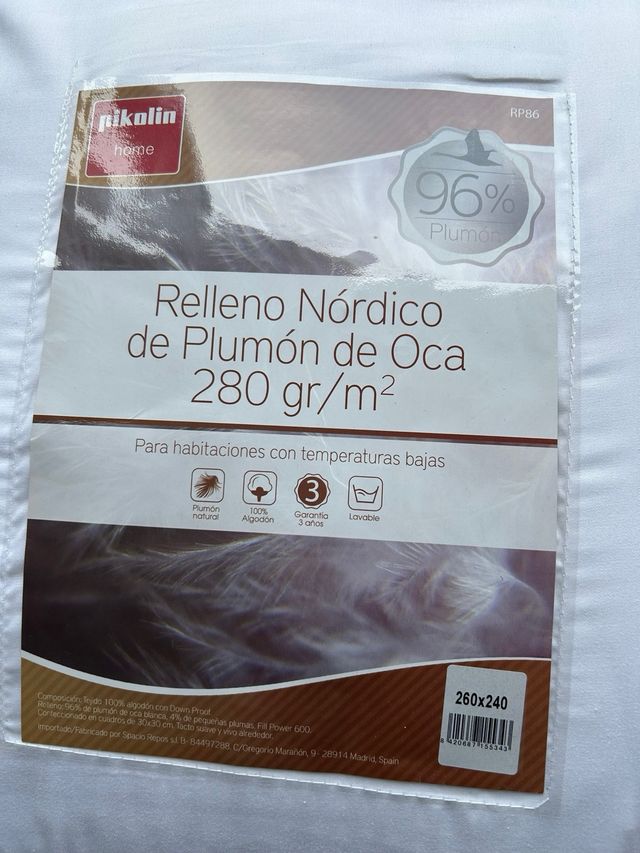 pikolin
home
RP86
96%
Plumón
Relleno Nórdico
de Plumón de Oca
280 gr/m²
Para habitaciones con temperaturas bajas
Plumón
natural
100%
Algodón
3
Garantía
3 años
Lavable
Composición: Tejido 100% algodón con Down Proof.
Relleno: 96% de plumón de oca blanca, 4% de pequeñas plumas. Fill Power 600.
Confeccionado en cuadros de 30x30 cm. Tacto suave y vivo alrededor.
Importado/Fabricado por Spacio Repos s.l. B- 84497288. C/Gregorio Marañón, 9- 28914 Madrid, Spain
260x240
8 420687 155343